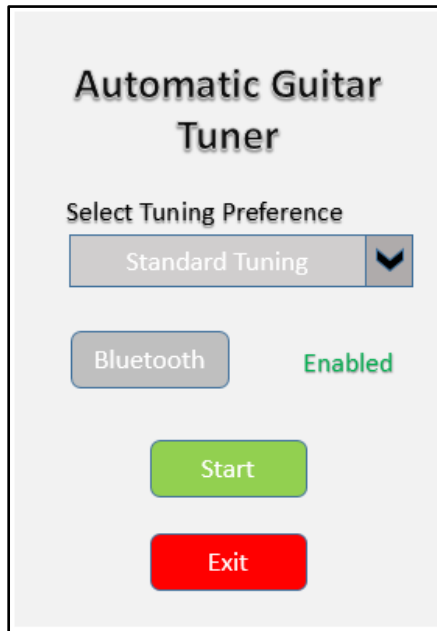 Automatic Guitar
Tuner
Select Tuning Preference
Standard Tuning
Bluetooth
Enabled
Start
Exit